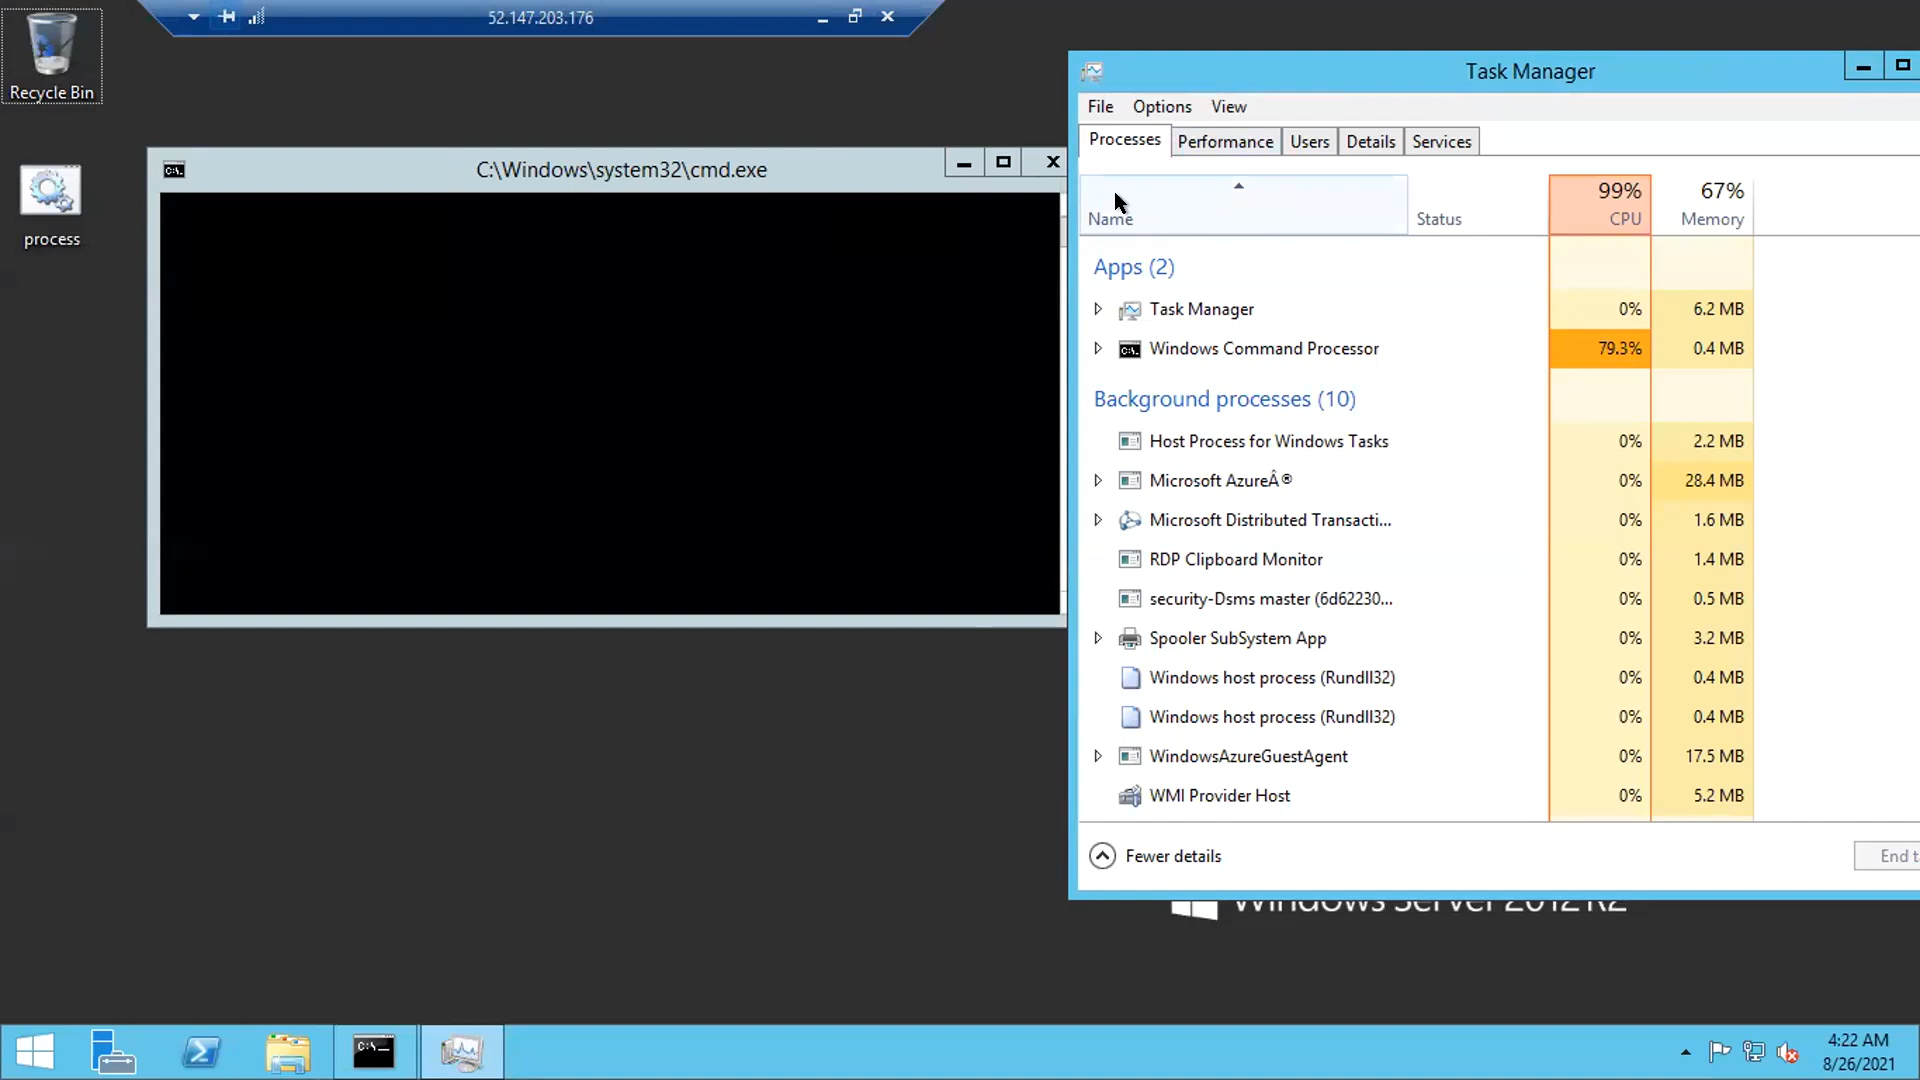 52.147.203.176
Recycle Bin
process
C:\Windows\system32\cmd.exe
C:\.
Task Manager
File Options View
Processes Performance Users Details Services
99% 67%
Name Status CPU Memory
Apps (2)
Task Manager 0% 6.2 MB
Windows Command Processor 79.3% 0.4 MB
Background processes (10)
Host Process for Windows Tasks 0% 2.2 MB
Microsoft AzureÂ® 0% 28.4 MB
Microsoft Distributed Transacti... 0% 1.6 MB
RDP Clipboard Monitor 0% 1.4 MB
security-Dsms master (6d62230... 0% 0.5 MB
Spooler SubSystem App 0% 3.2 MB
Windows host process (Rundll32) 0% 0.4 MB
Windows host process (Rundll32) 0% 0.4 MB
WindowsAzureGuestAgent 0% 17.5 MB
WMI Provider Host 0% 5.2 MB
Fewer details
End t
Windows Server 2012 R2
4:22 AM
8/26/2021